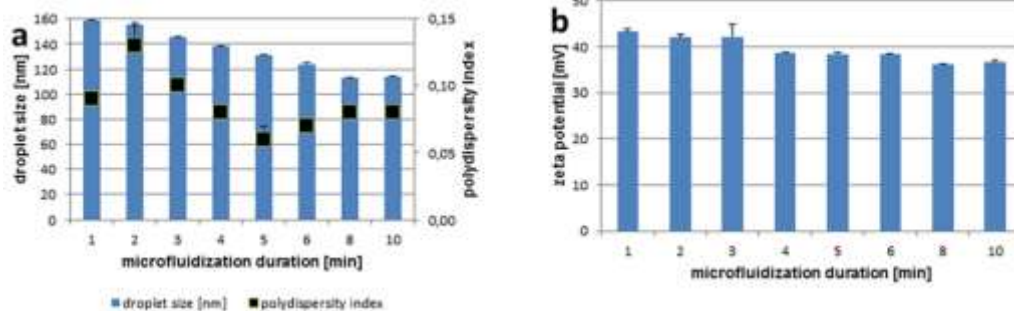 a
160
140
120
100
80
60
40
20
0
droplet size [nm]
0,15
0,10
0,05
0,00
polydispersity index
1 2 3 4 5 6 8 10
microfluidization duration [min]
droplet size [nm] polydispersity index
b
50
40
30
20
10
0
zeta potential [mV]
1 2 3 4 5 6 8 10
microfluidization duration [min]